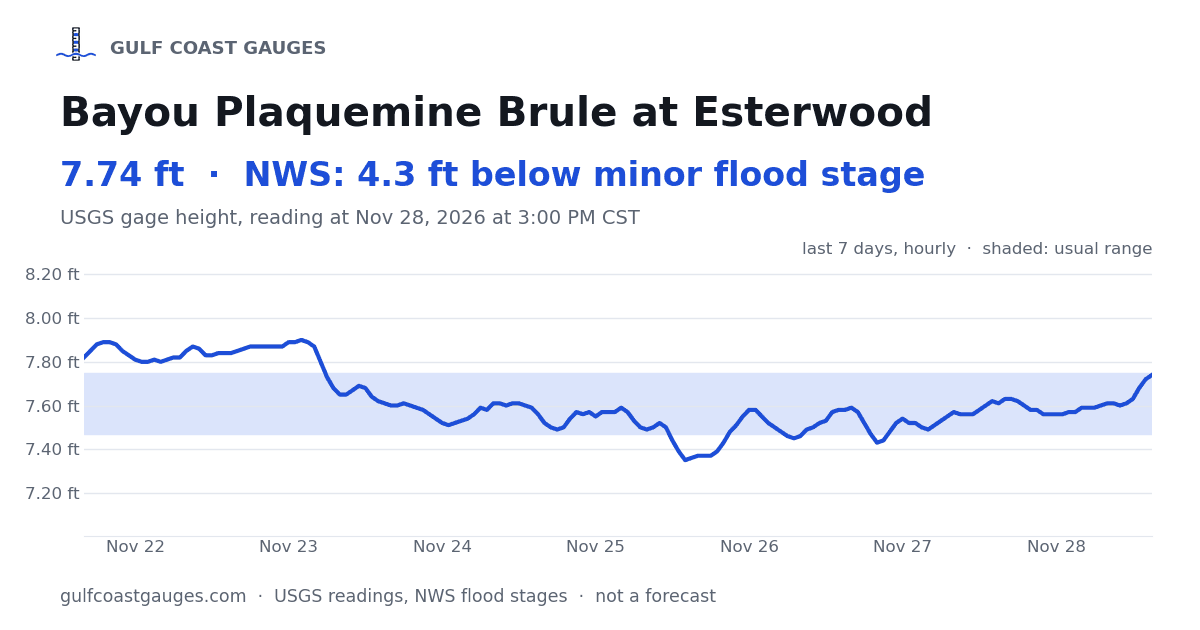 GULF COAST GAUGES
Bayou Plaquemine Brule at Esterwood
7.74 ft · NWS: 4.3 ft below minor flood stage
USGS gage height, reading at Nov 28, 2026 at 3:00 PM CST
last 7 days, hourly · shaded: usual range
8.20 ft
8.00 ft
7.80 ft
7.60 ft
7.40 ft
7.20 ft
Nov 22 Nov 23 Nov 24 Nov 25 Nov 26 Nov 27 Nov 28
gulfcoastgauges.com · USGS readings, NWS flood stages · not a forecast